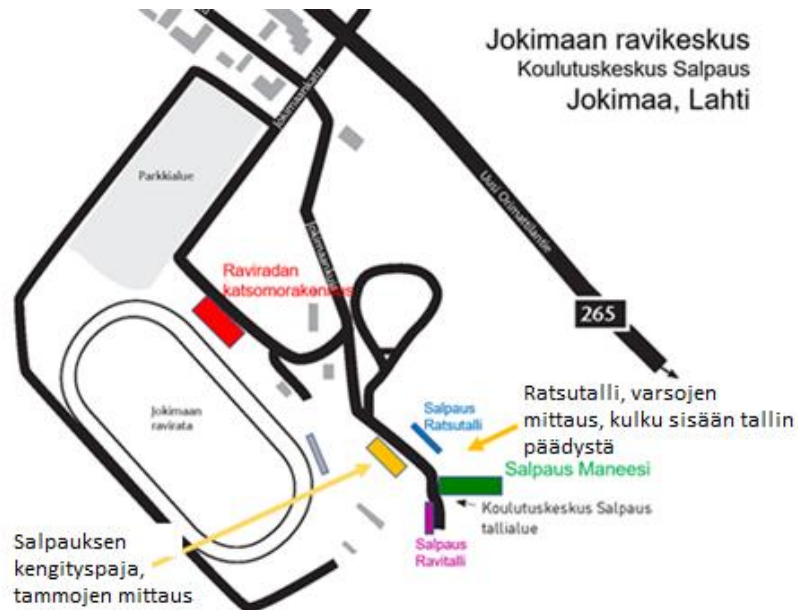 Jokimaan ravikeskus
Koulutuskeskus Salpaus
Jokimaa, Lahti
Jokimaankatu
Parkkialue
Uusi Orimattilantie
Raviradan
katsomorakennus
265
Jokimaan
ravirata
Salpaus
Ratsutalli
Ratsutalli, varsojen
mittaus, kulku sisään tallin
päädystä
Salpaus Maneesi
Koulutuskeskus Salpaus
tallialue
Salpaus
Ravitalli
Salpauksen
kengityspaja,
tammojen mittaus